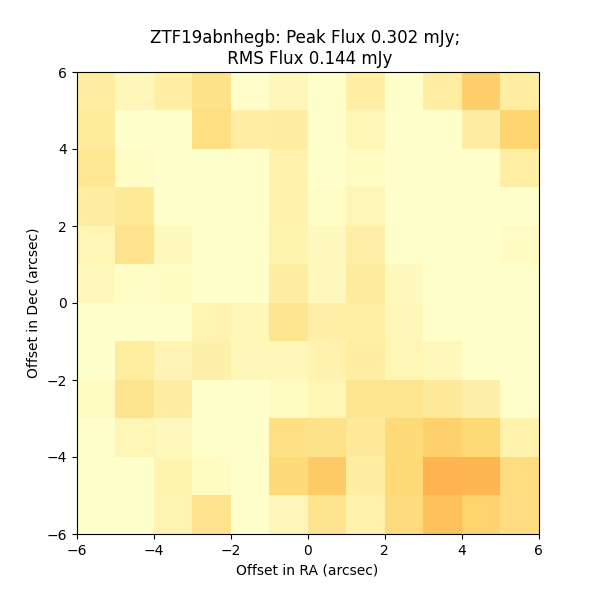 ZTF19abnhegb: Peak Flux 0.302 mJy;
RMS Flux 0.144 mJy
6
4
2
0
−2
−4
−6
Offset in Dec (arcsec)
−6 −4 −2 0 2 4 6
Offset in RA (arcsec)